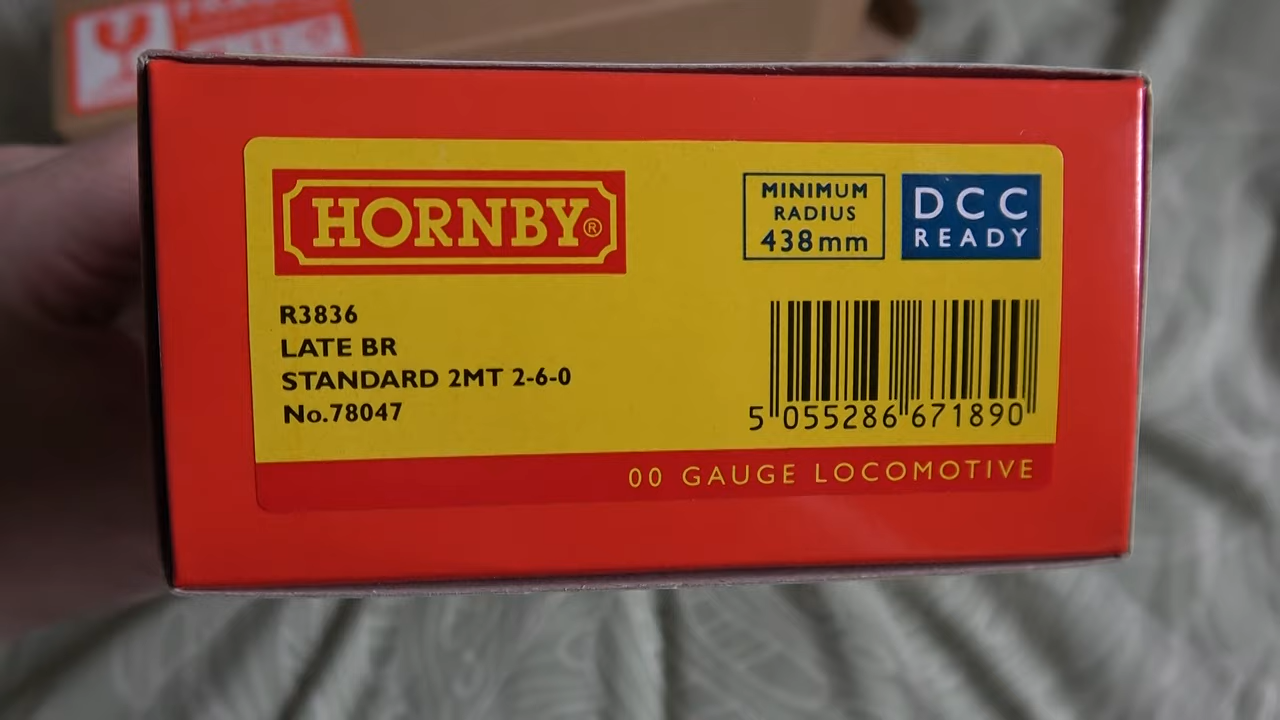 HORNBY®
MINIMUM
RADIUS
438mm
DCC
READY
R3836
LATE BR
STANDARD 2MT 2-6-0
No.78047
5 055286 671890
00 GAUGE LOCOMOTIVE